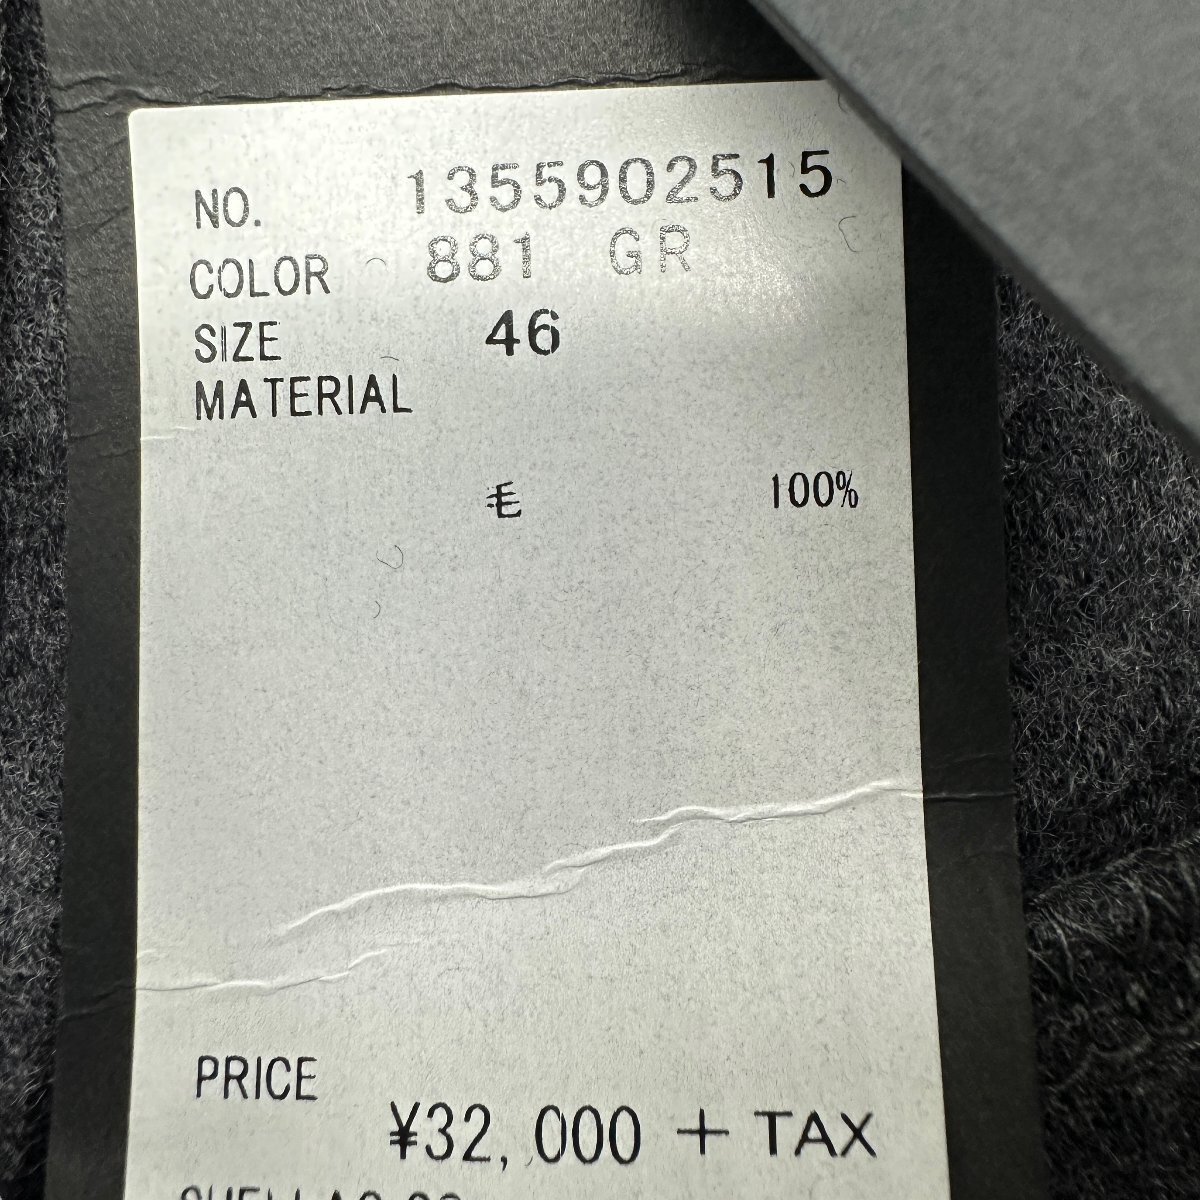 NO. 1355902515
COLOR 881 GR
SIZE 46
MATERIAL
毛 100%
PRICE
¥32,000 + TAX